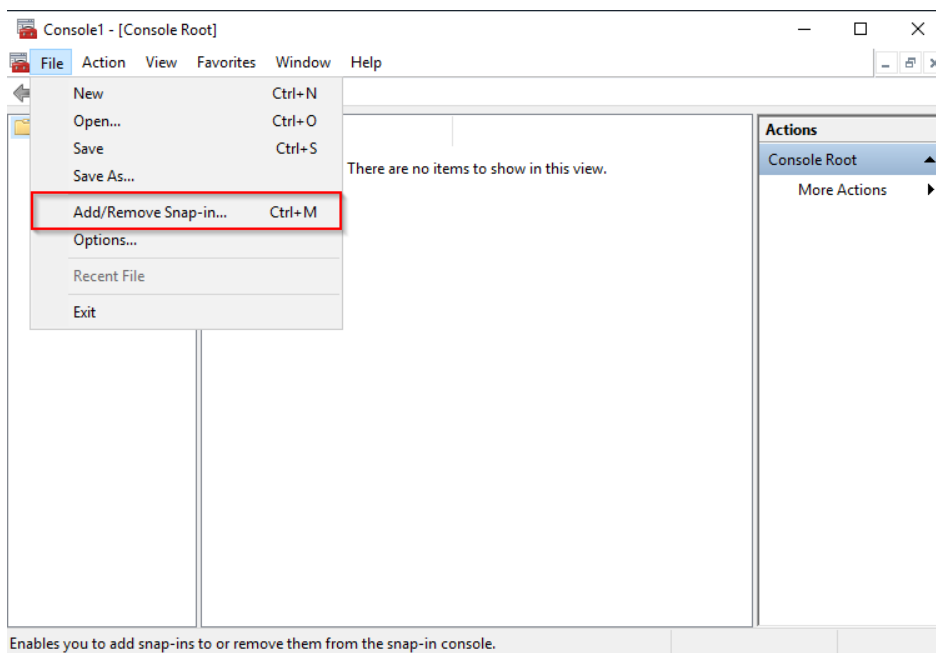 Console1 - [Console Root]
File Action View Favorites Window Help
New Ctrl+N
Open... Ctrl+O
Save Ctrl+S
Save As...
Add/Remove Snap-in... Ctrl+M
Options...
Recent File
Exit
There are no items to show in this view.
Actions
Console Root
More Actions
Enables you to add snap-ins to or remove them from the snap-in console.